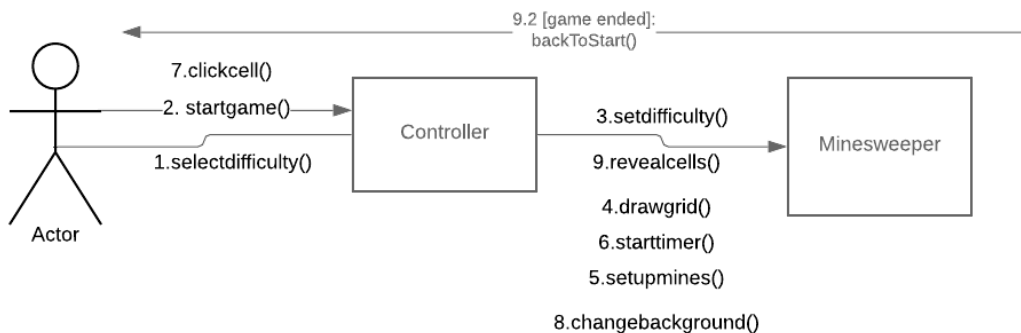 9.2 [game ended]:
backToStart()
7.clickcell()
2. startgame()
1.selectdifficulty()
Actor
Controller
3.setdifficulty()
9.revealcells()
4.drawgrid()
6.starttimer()
5.setupmines()
8.changebackground()
Minesweeper